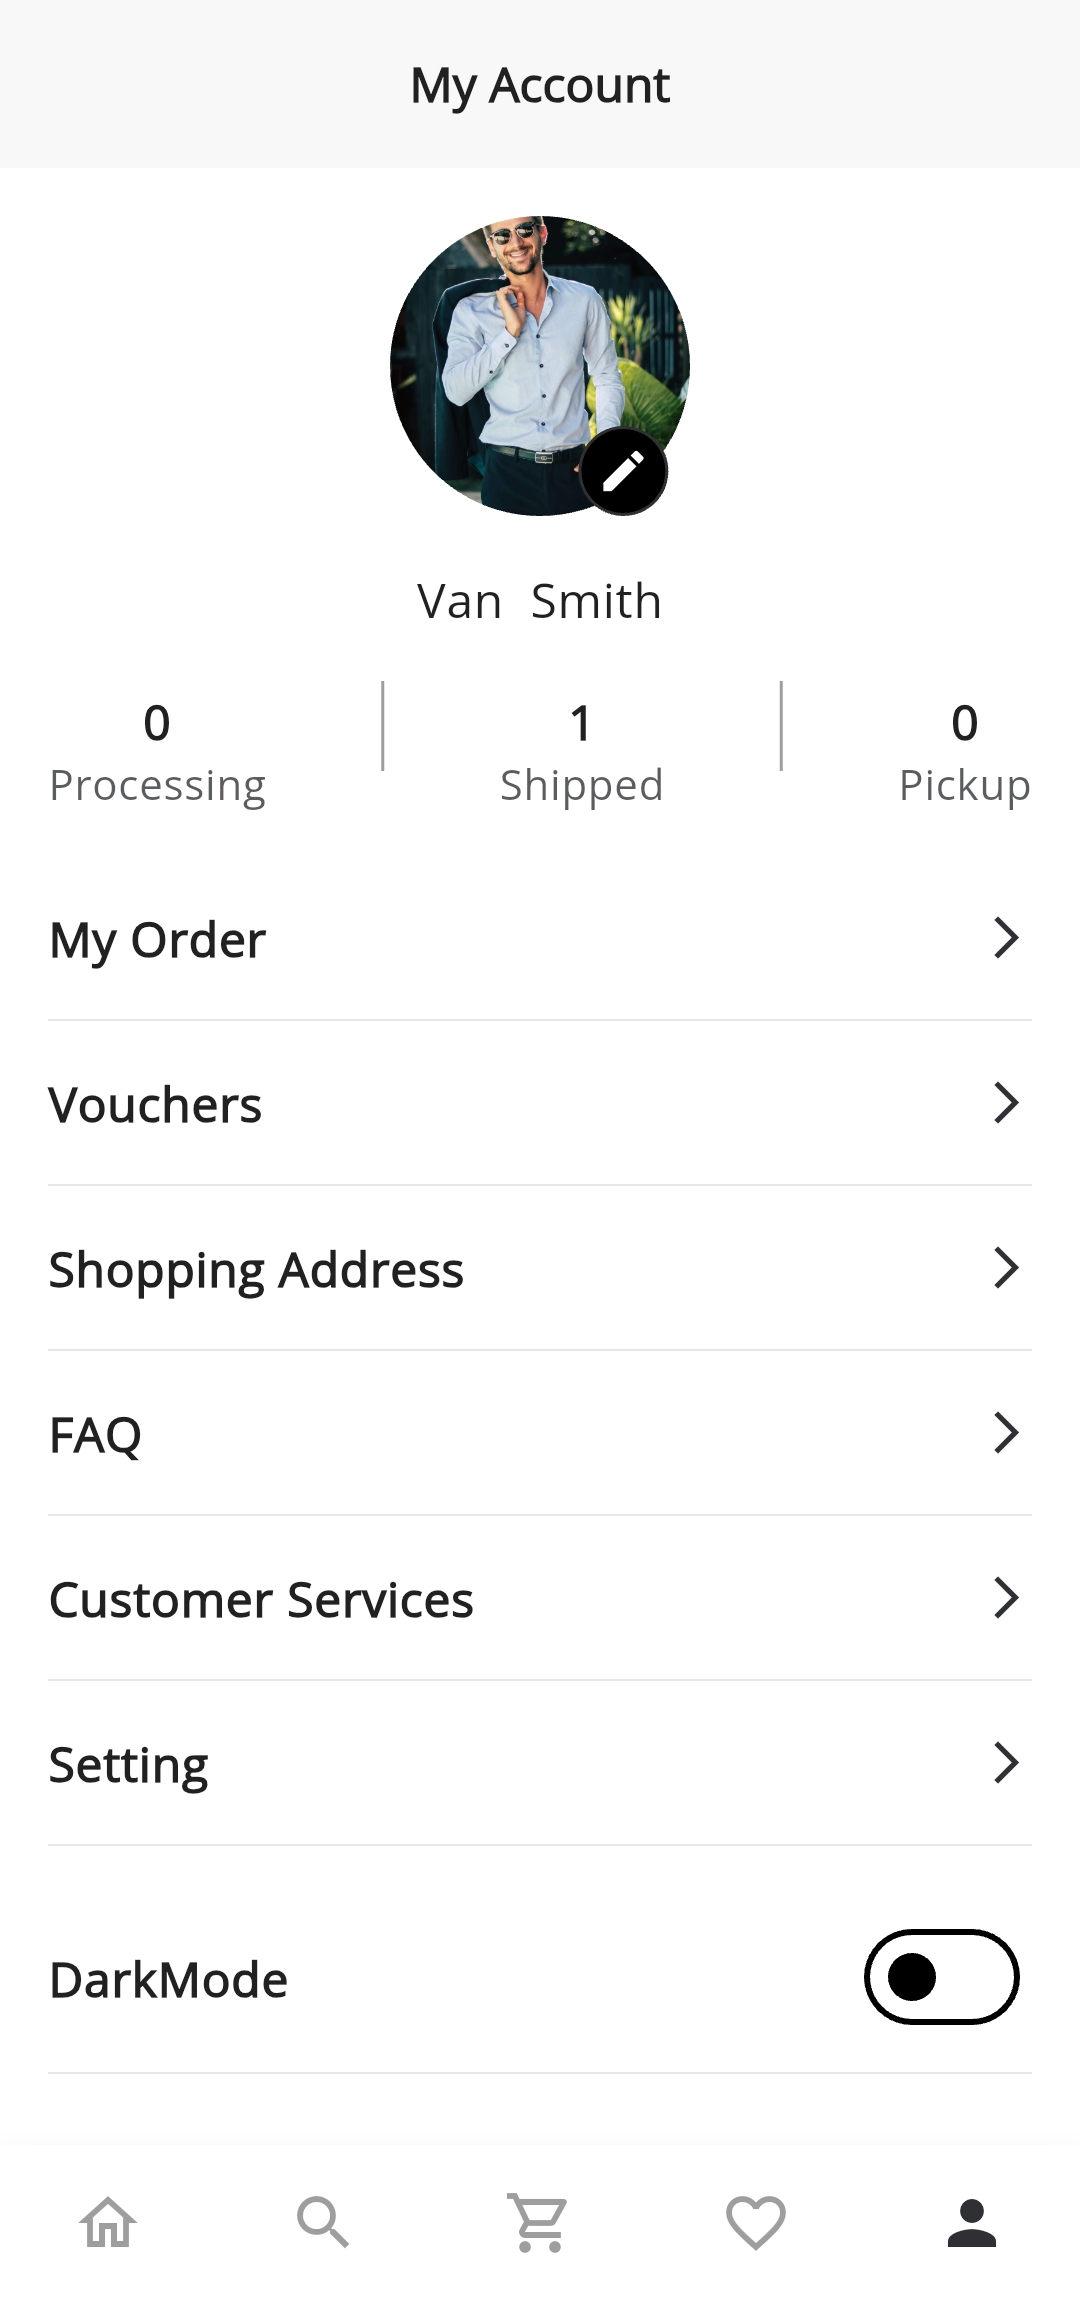 My Account
Van Smith
0 1 0
Processing Shipped Pickup
My Order
Vouchers
Shopping Address
FAQ
Customer Services
Setting
DarkMode